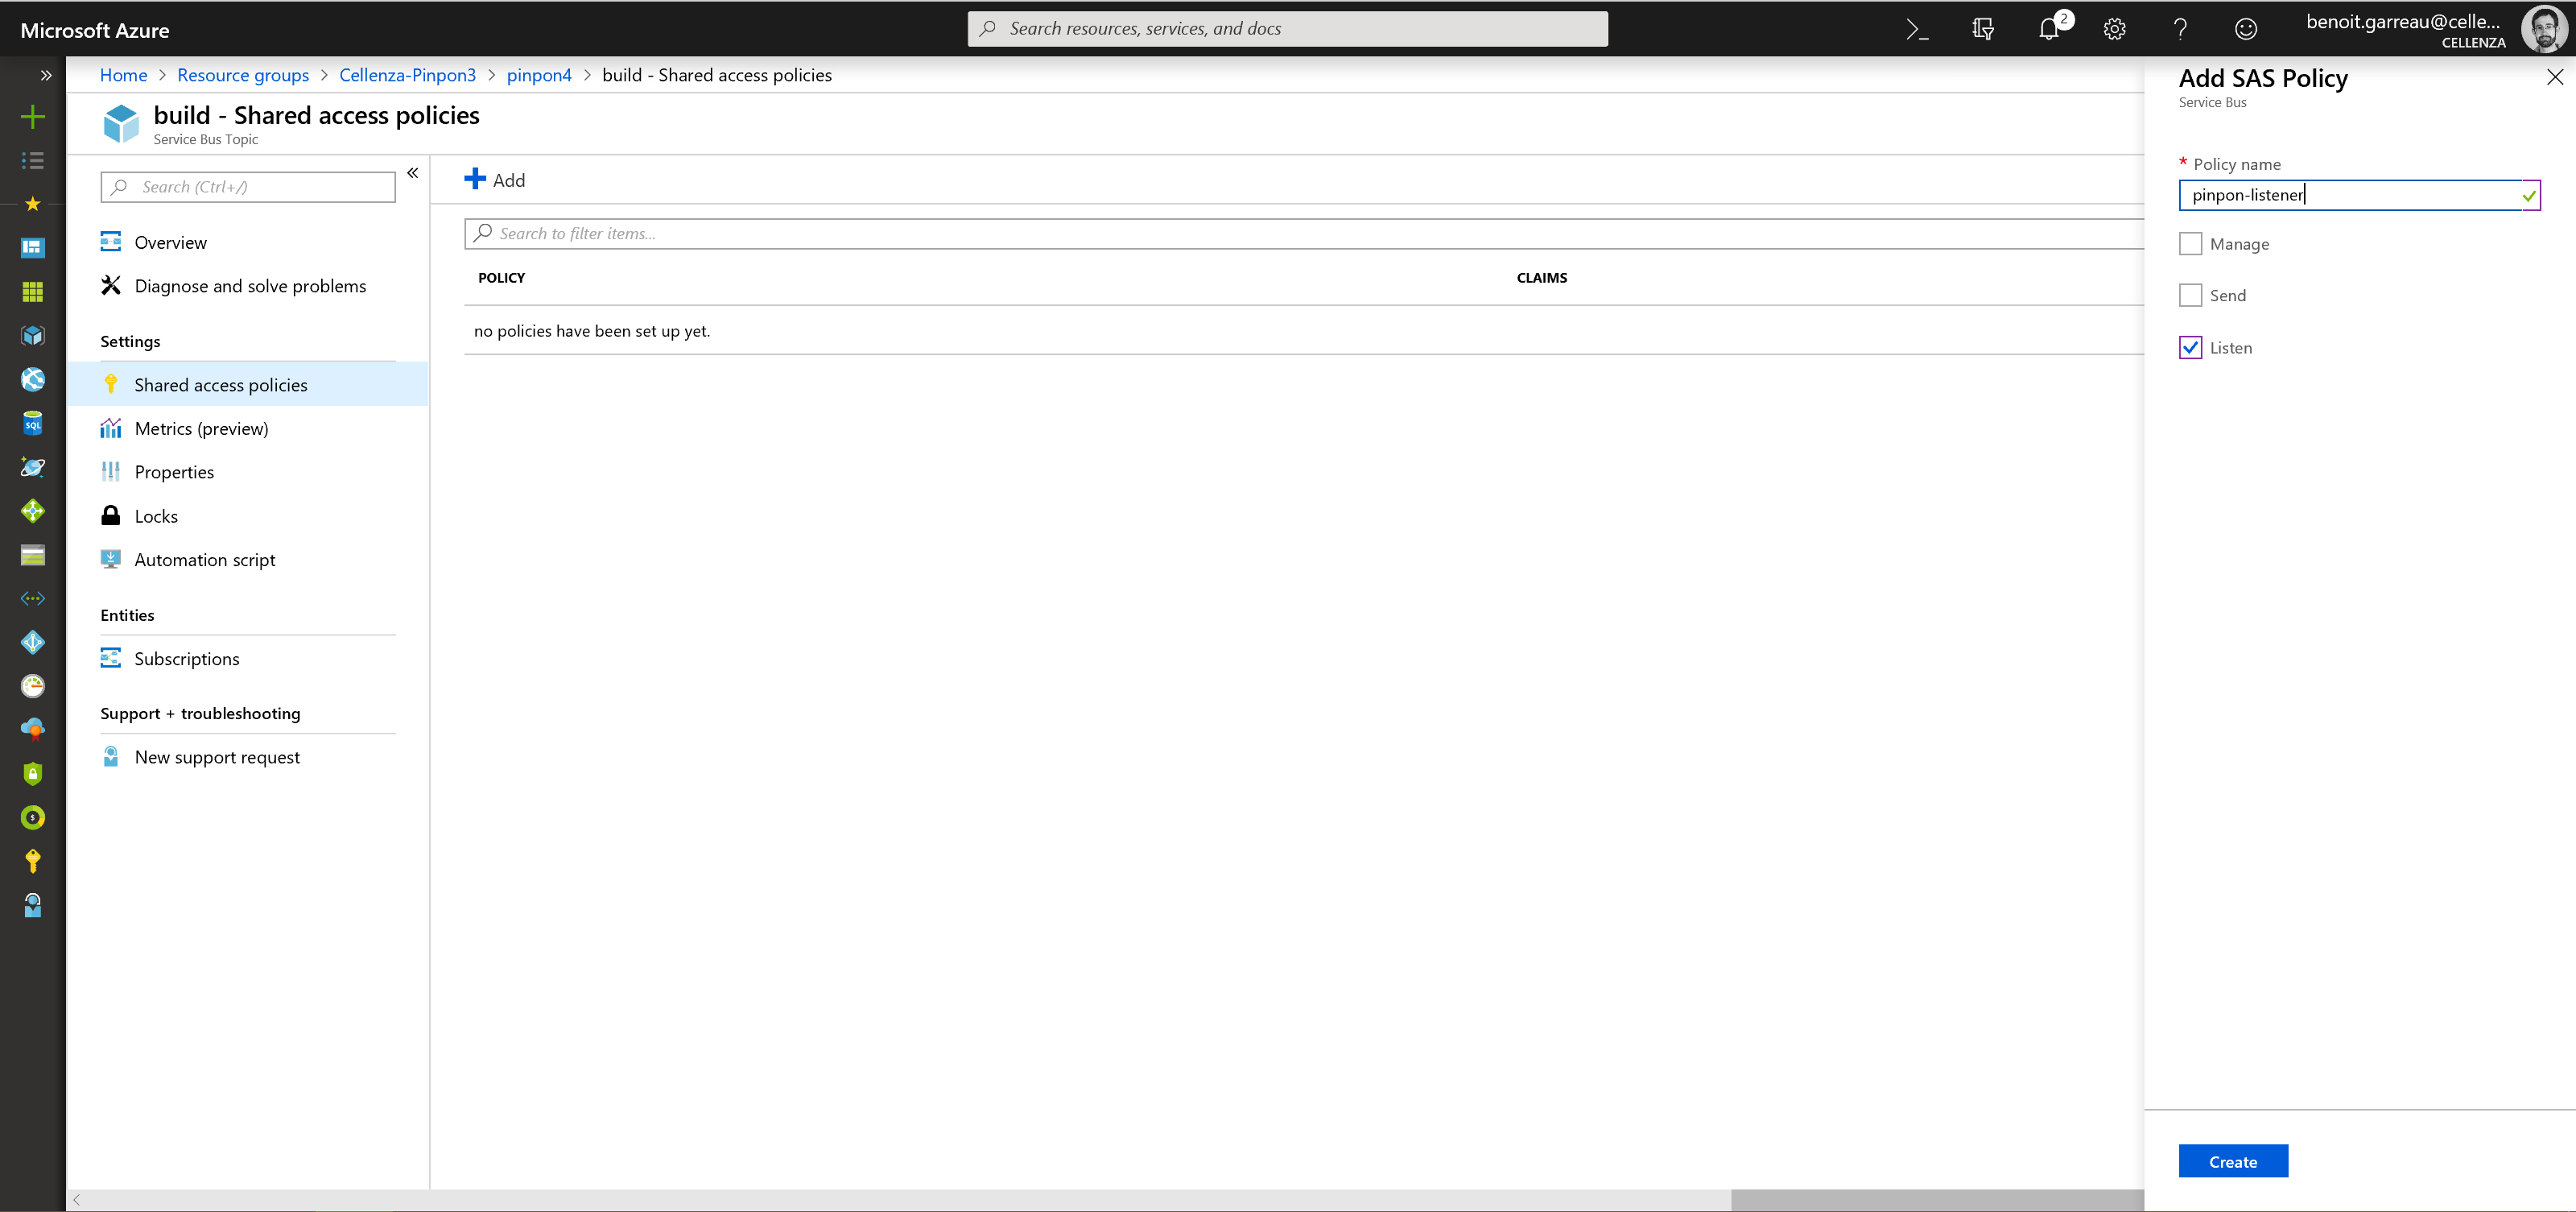 Microsoft Azure
Search resources, services, and docs
2
benoit.garreau@celle...
CELLENZA
Home > Resource groups > Cellenza-Pinpon3 > pinpon4 > build - Shared access policies
build - Shared access policies
Service Bus Topic
Search (Ctrl+/)
Overview
Diagnose and solve problems
Settings
Shared access policies
Metrics (preview)
Properties
Locks
Automation script
Entities
Subscriptions
Support + troubleshooting
New support request
Add
Search to filter items...
POLICY CLAIMS
no policies have been set up yet.
Add SAS Policy
Service Bus
* Policy name
pinpon-listener
Manage
Send
Listen
Create
SQL